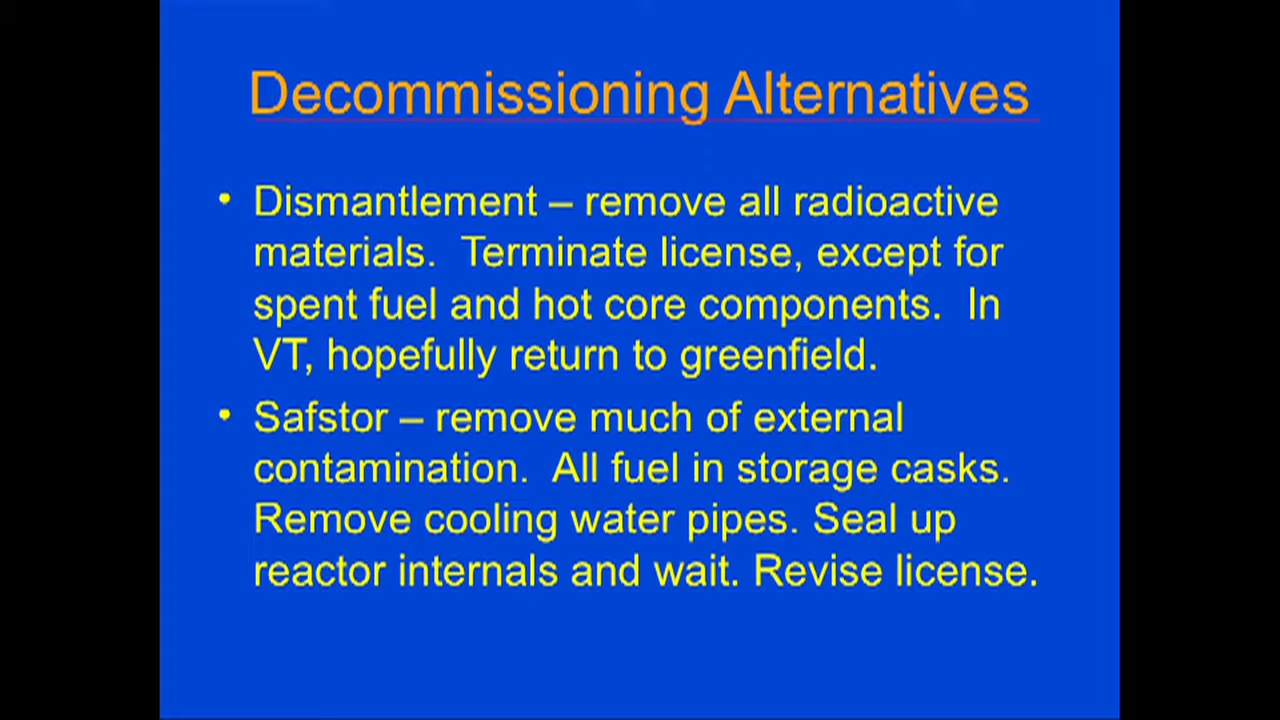 Decommissioning Alternatives
• Dismantlement – remove all radioactive
materials.  Terminate license, except for
spent fuel and hot core components.  In
VT, hopefully return to greenfield.
• Safstor – remove much of external
contamination.  All fuel in storage casks.
Remove cooling water pipes. Seal up
reactor internals and wait. Revise license.